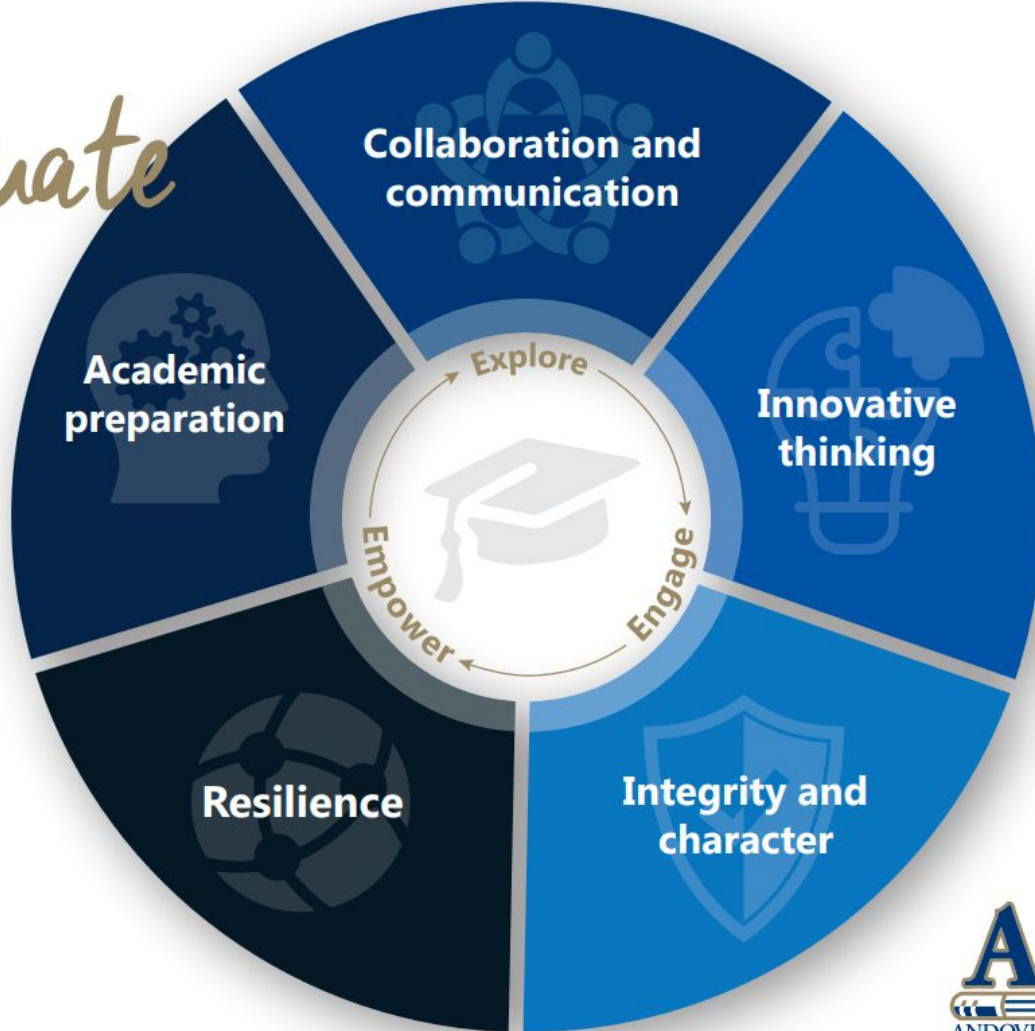 Collaboration and
communication
Academic
preparation
Innovative
thinking
Explore
Engage
Empower
Resilience
Integrity and
character
A